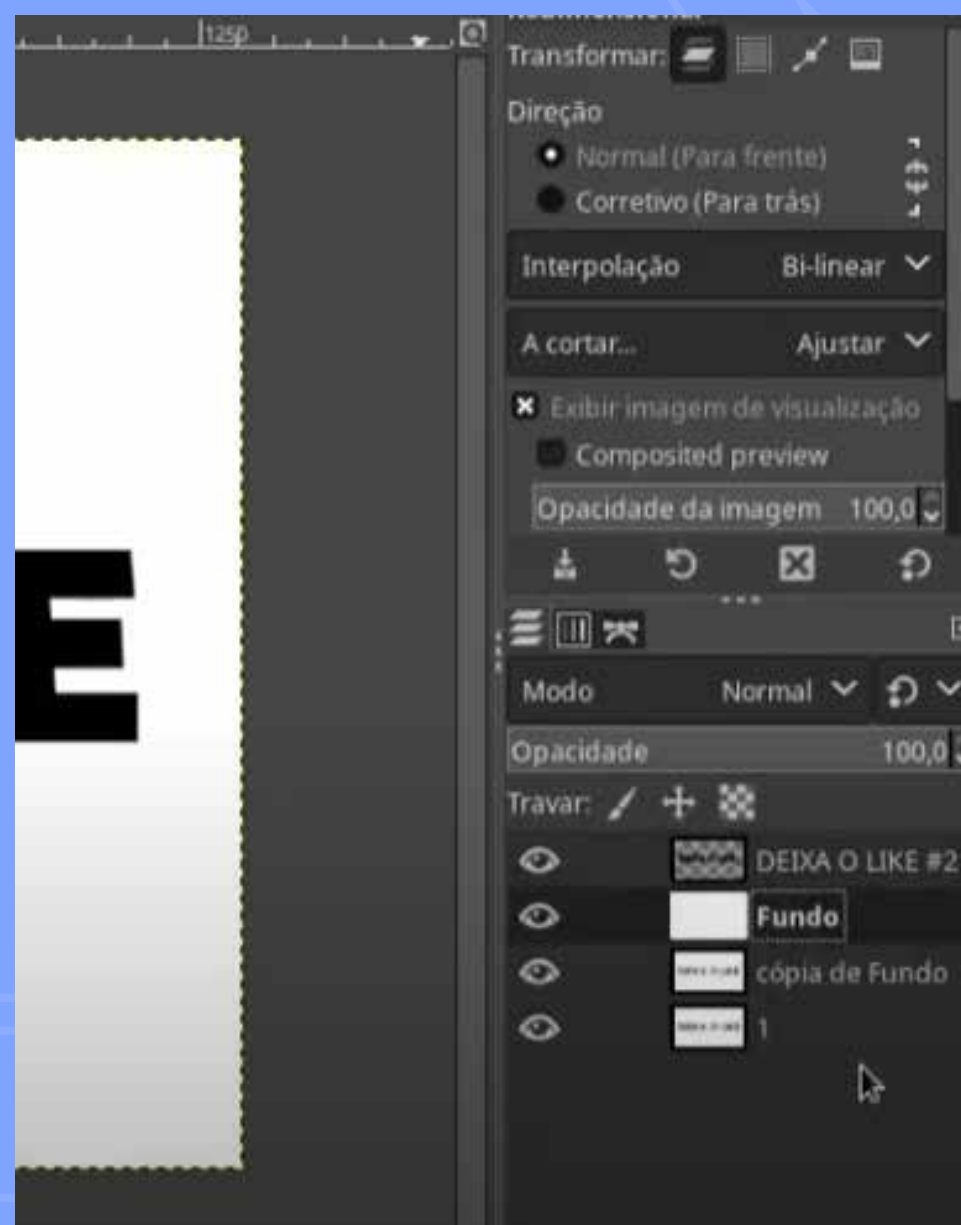 1250
Redimensionar
Transformar:
Direção
Normal (Para frente)
Corretivo (Para trás)
Interpolação Bi-linear
A cortar... Ajustar
Exibir imagem de visualização
Composited preview
Opacidade da imagem 100,0
E
Modo Normal
Opacidade 100,0
Travar:
DEIXA O LIKE #2
Fundo
cópia de Fundo
1